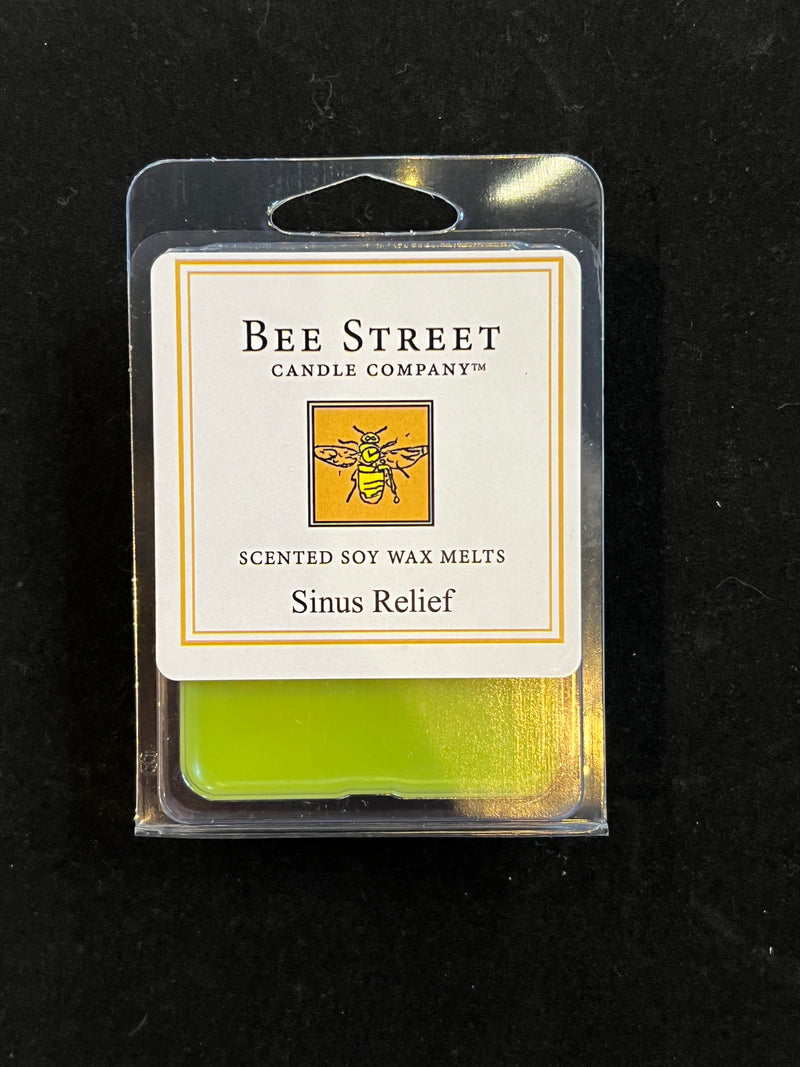 BEE STREET
CANDLE COMPANY™
SCENTED SOY WAX MELTS
Sinus Relief